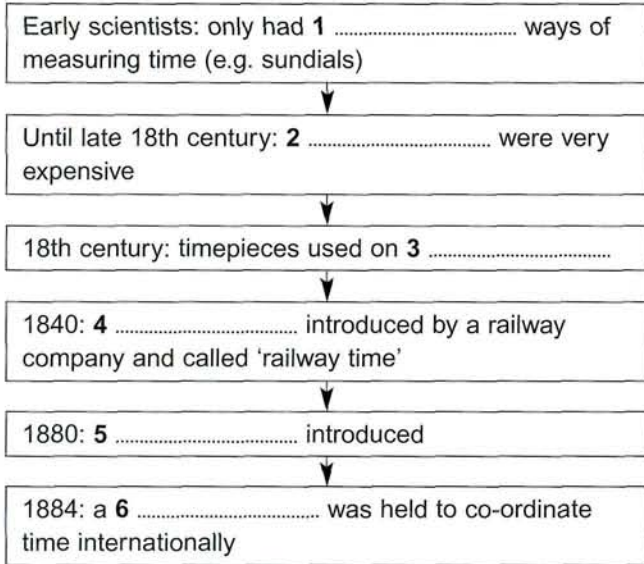 Early scientists: only had 1 .............................. ways of
measuring time (e.g. sundials)
Until late 18th century: 2 .............................. were very
expensive
18th century: timepieces used on 3 ..............................
1840: 4 .............................. introduced by a railway
company and called ‘railway time’
1880: 5 .............................. introduced
1884: a 6 .............................. was held to co-ordinate
time internationally